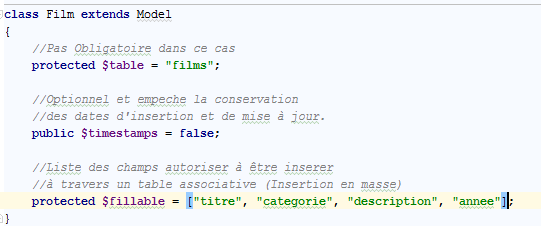 class Film extends Model
{
//Pas Obligatoire dans ce cas
protected $table = "films";
//Optionnel et empeche la conservation
//des dates d'insertion et de mise à jour.
public $timestamps = false;
//Liste des champs autoriser à être inserer
//à travers un table associative (Insertion en masse)
protected $fillable = ["titre", "categorie", "description", "annee"];
}